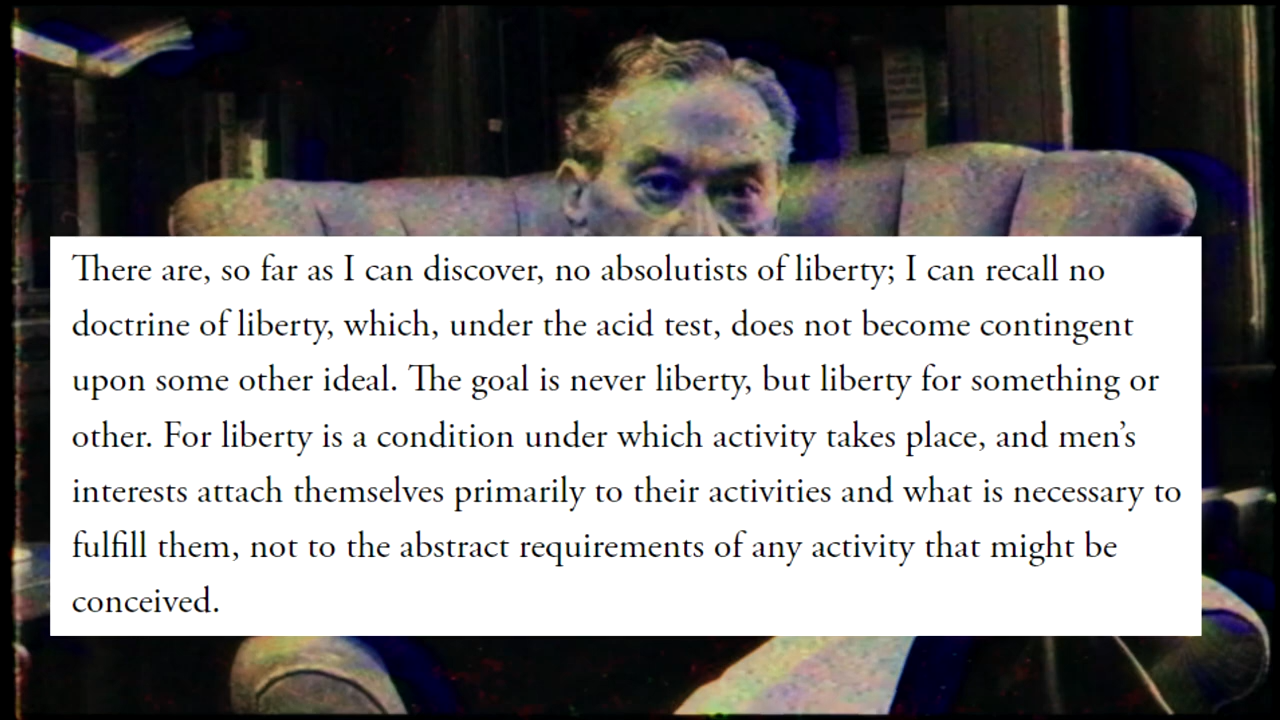 There are, so far as I can discover, no absolutists of liberty; I can recall no
doctrine of liberty, which, under the acid test, does not become contingent
upon some other ideal. The goal is never liberty, but liberty for something or
other. For liberty is a condition under which activity takes place, and men’s
interests attach themselves primarily to their activities and what is necessary to
fulfill them, not to the abstract requirements of any activity that might be
conceived.